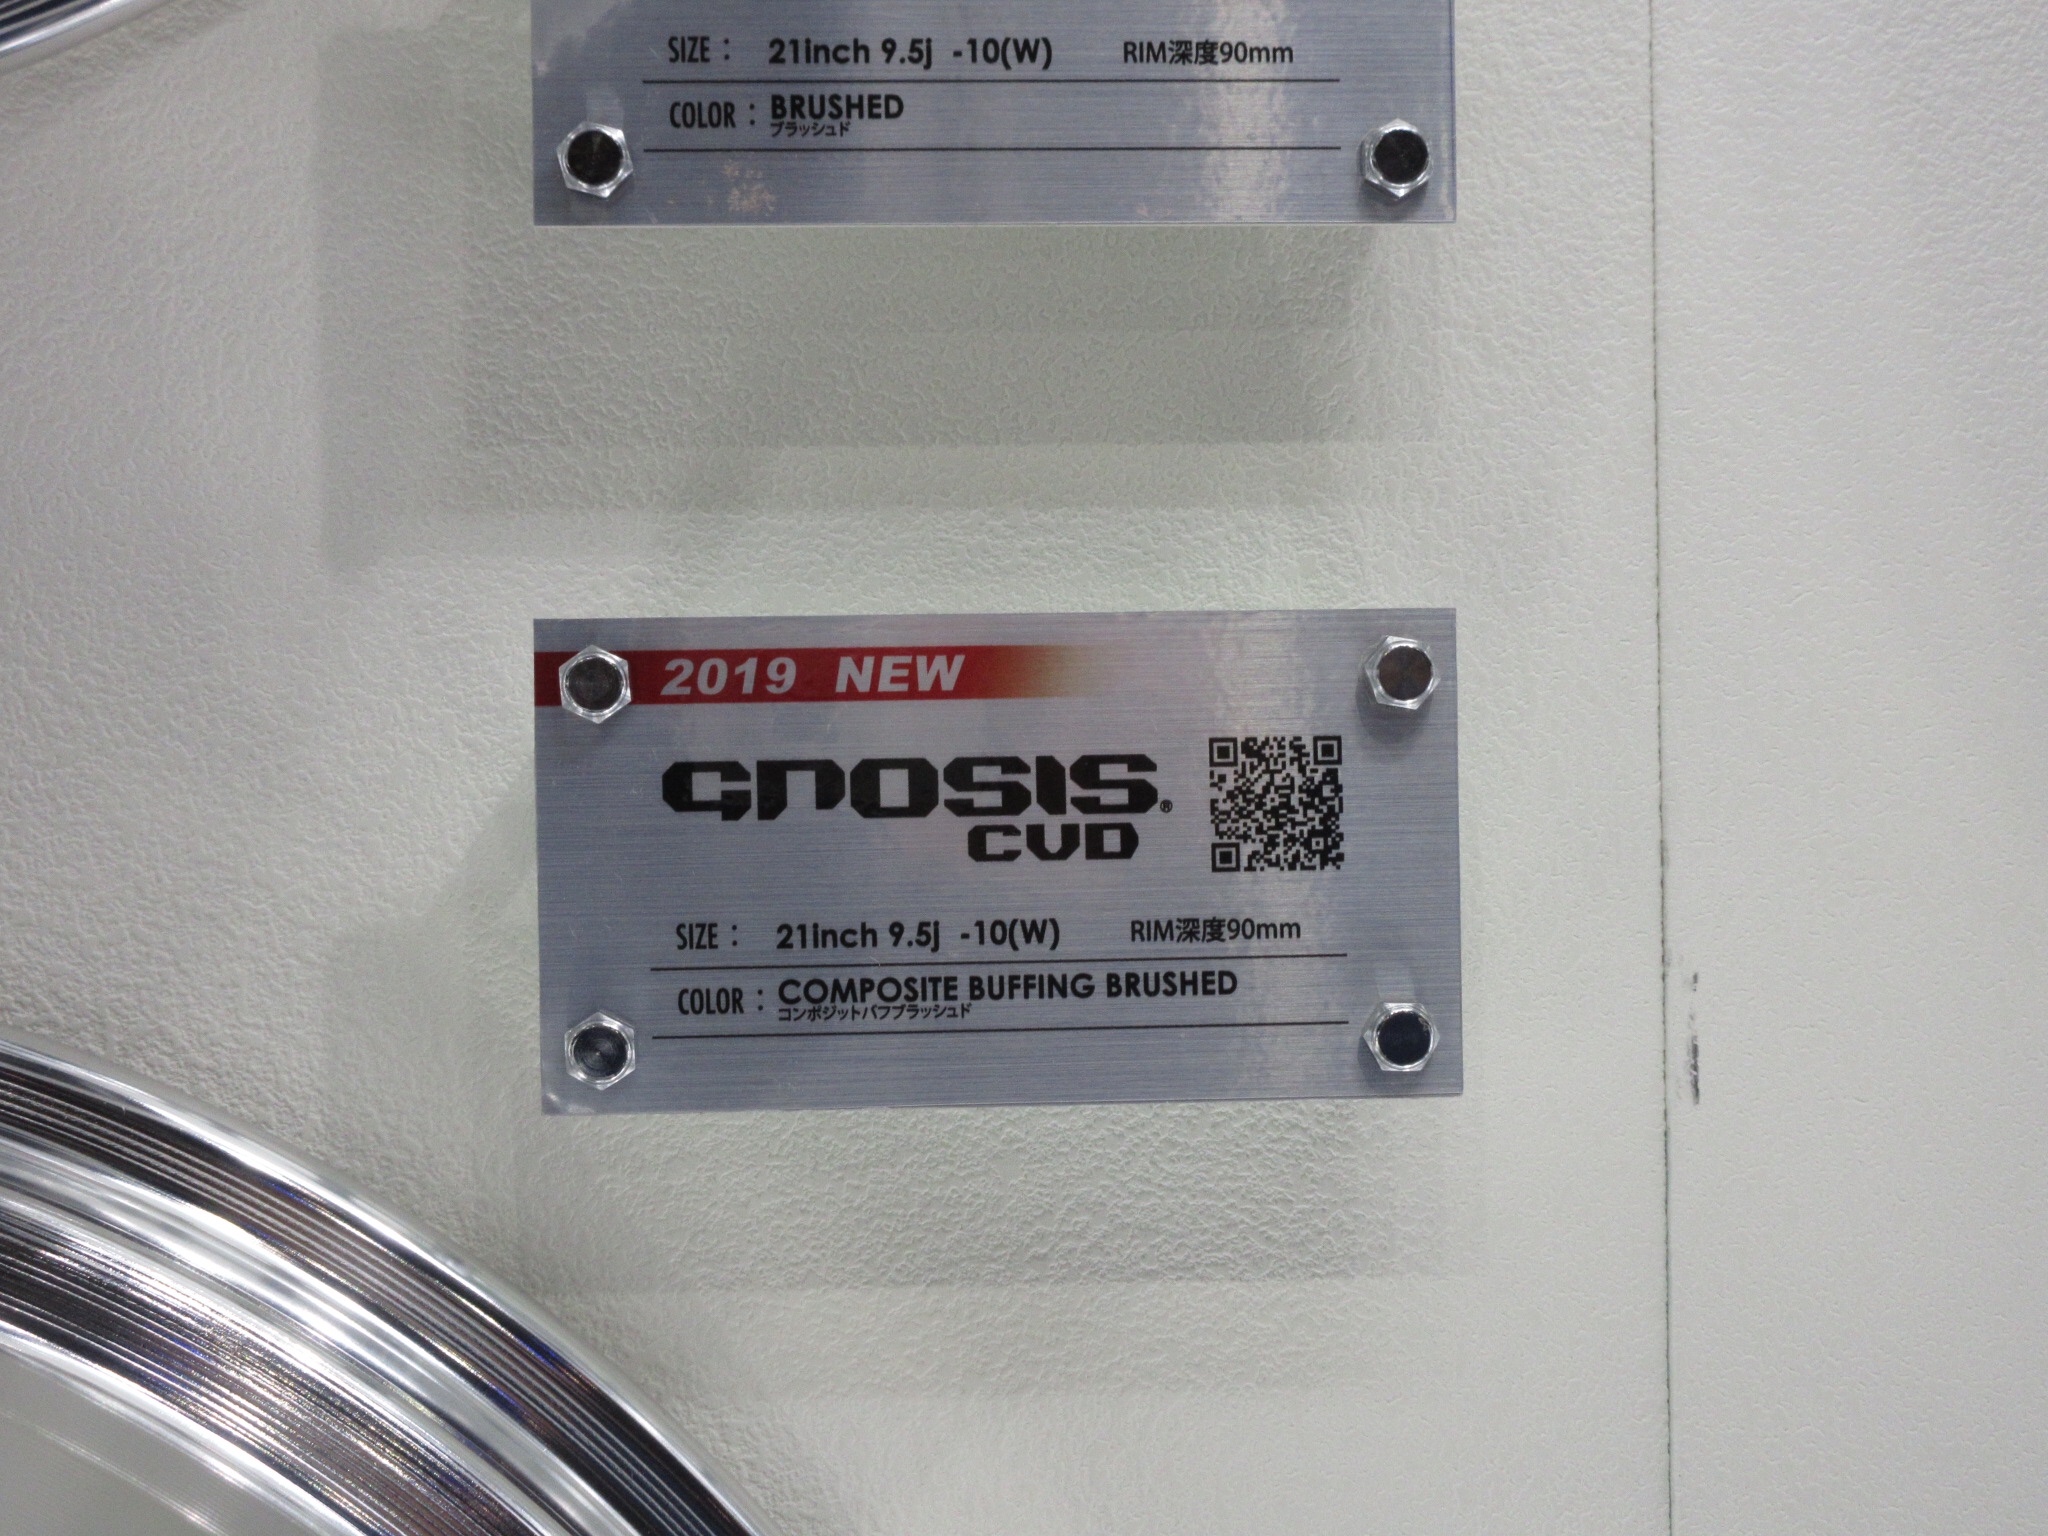 SIZE： 21inch 9.5j -10(W) RIM深度90mm
COLOR： BRUSHED
ブラッシュド
2019 NEW
GNOSIS®
CVD
SIZE： 21inch 9.5j -10(W) RIM深度90mm
COLOR： COMPOSITE BUFFING BRUSHED
コンポジットバフブラッシュド